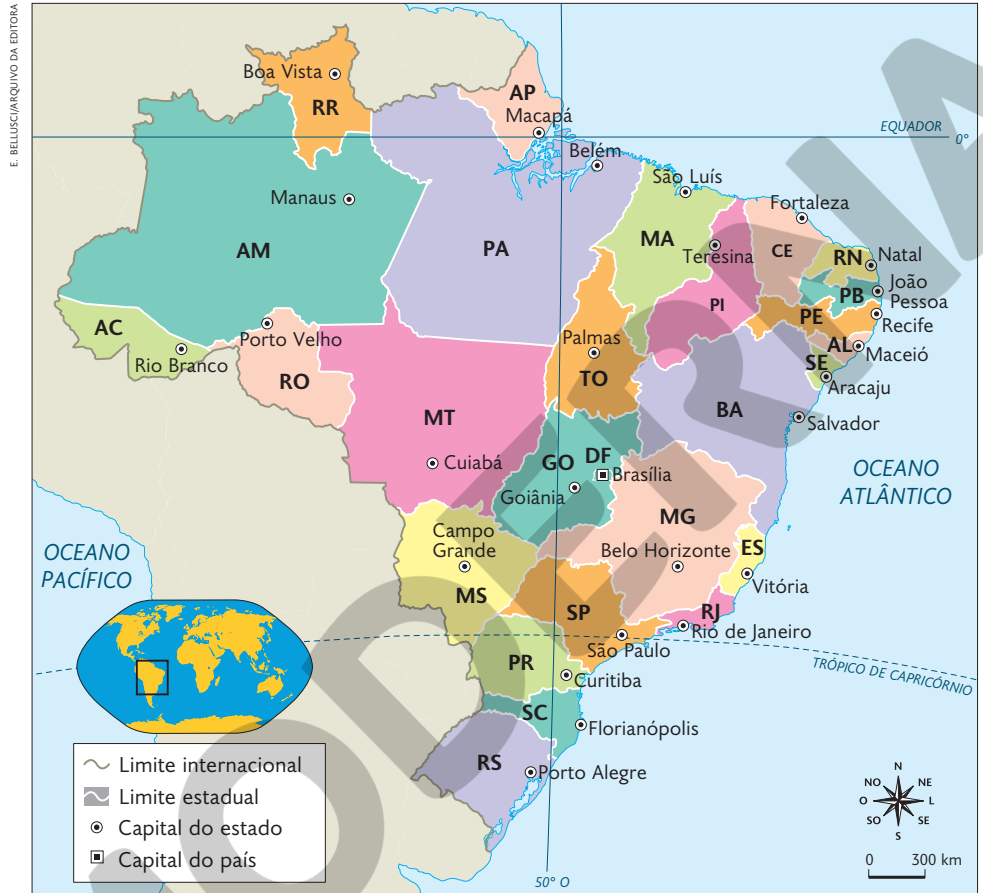 E. BELLUSCI/ARQUIVO DA EDITORA
Boa Vista
RR
AP
Macapá
EQUADOR
0°
Belém
São Luís
Manaus
Fortaleza
AM
PA
MA
Teresina
CE
RN
Natal
PI
PB
João
Pessoa
AC
Porto Velho
PE
Recife
Rio Branco
Palmas
AL
Maceió
RO
TO
SE
Aracaju
MT
BA
Salvador
Cuiabá
GO
DF
Brasília
Goiânia
OCEANO
ATLÂNTICO
MG
Campo
Grande
Belo Horizonte
ES
OCEANO
PACÍFICO
MS
Vitória
SP
RJ
Rio de Janeiro
São Paulo
PR
Curitiba
TRÓPICO DE CAPRICÓRNIO
SC
Florianópolis
RS
Porto Alegre
Limite internacional
Limite estadual
Capital do estado
Capital do país
N
NO
NE
O
L
SO
SE
S
0
300 km
50° O